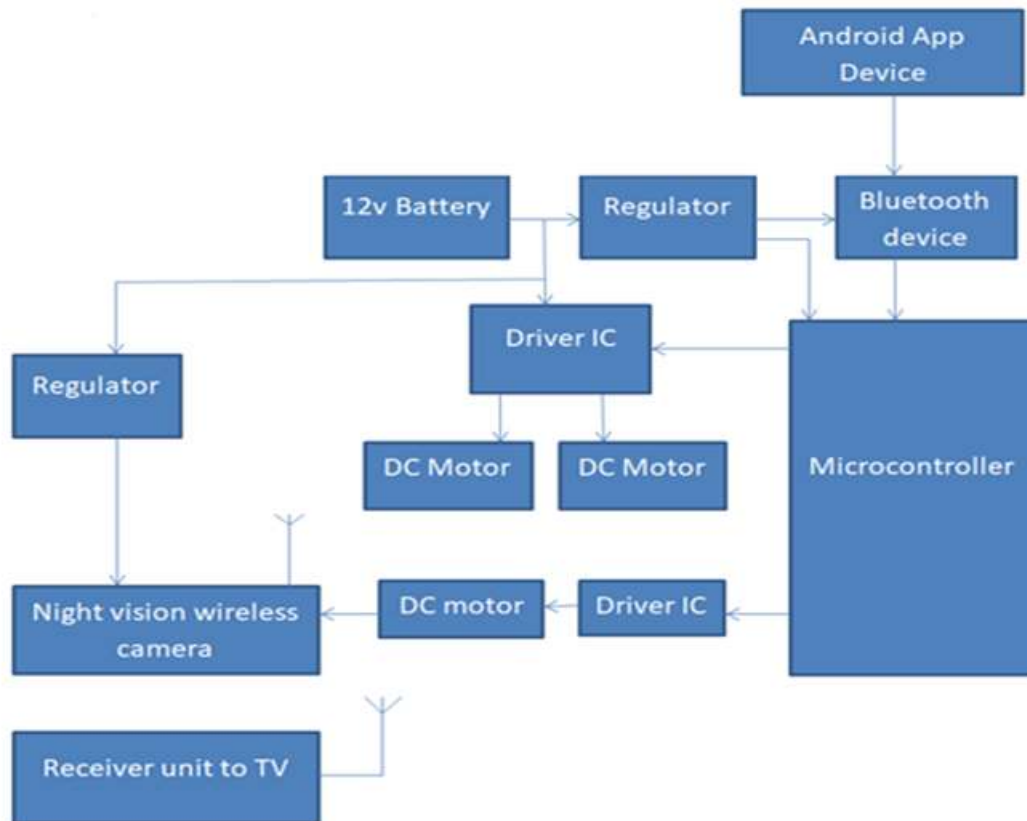 Android App
Device
12v Battery
Regulator
Bluetooth
device
Driver IC
Regulator
DC Motor
DC Motor
Microcontroller
Night vision wireless
camera
DC motor
Driver IC
Receiver unit to TV